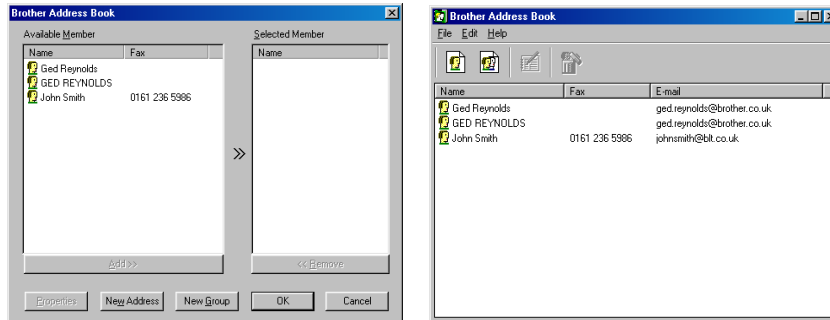 Brother Address Book
Available Member
Selected Member
Name Fax
Name
Ged Reynolds
GED REYNOLDS
John Smith 0161 236 5986
Add >>
<< Remove
Properties
New Address
New Group
OK
Cancel
Brother Address Book
File Edit Help
Name Fax E-mail
Ged Reynolds ged.reynolds@brother.co.uk
GED REYNOLDS ged.reynolds@brother.co.uk
John Smith 0161 236 5986 johnsmith@blt.co.uk